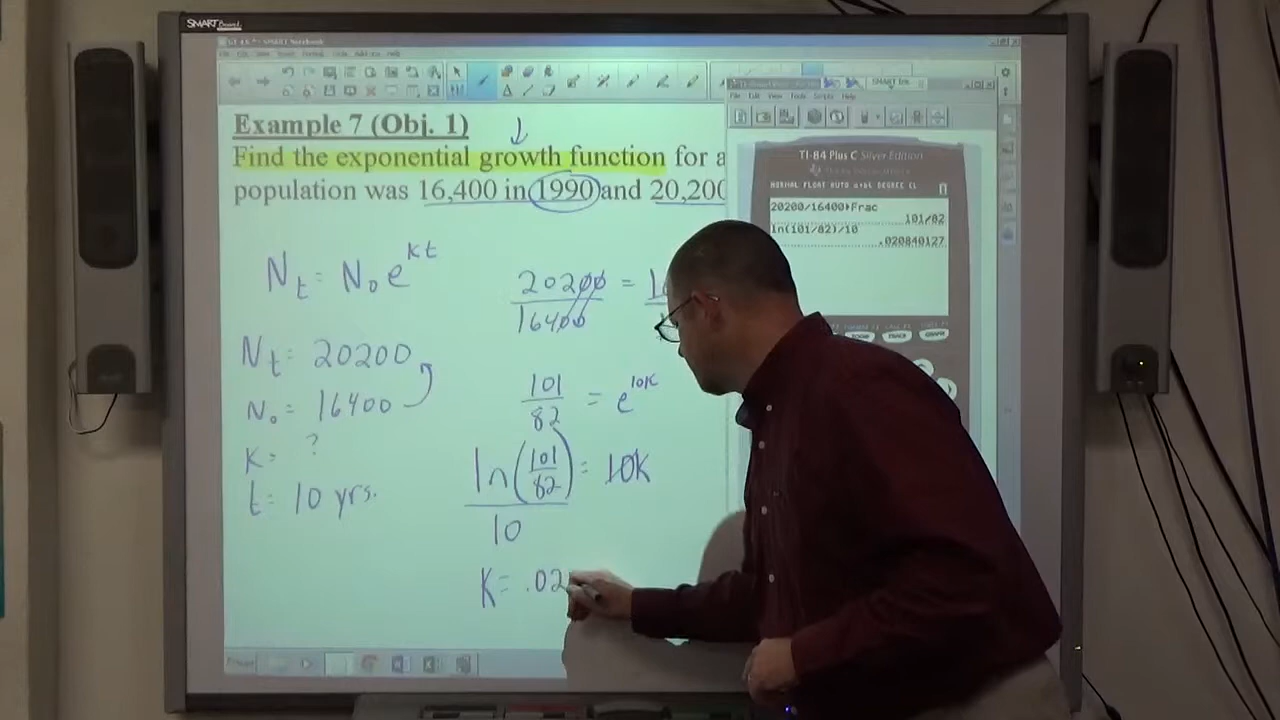 SMART Board
Example 7 (Obj. 1)
Find the exponential growth function for a
population was 16,400 in 1990 and 20,200
SMART Ink
TI-84 Plus C Silver Edition
NORMAL FLOAT AUTO a+bi DEGREE CL
20200/16400▸Frac
101/82
ln(101/82)/10
.020840127
N_t = N_0 e^{kt}
N_t = 20200
N_0 = 16400
K = ?
t = 10 yrs.
20200/16400 =
101/82 = e^{10K}
ln(101/82)/10 = 10K
K = .02